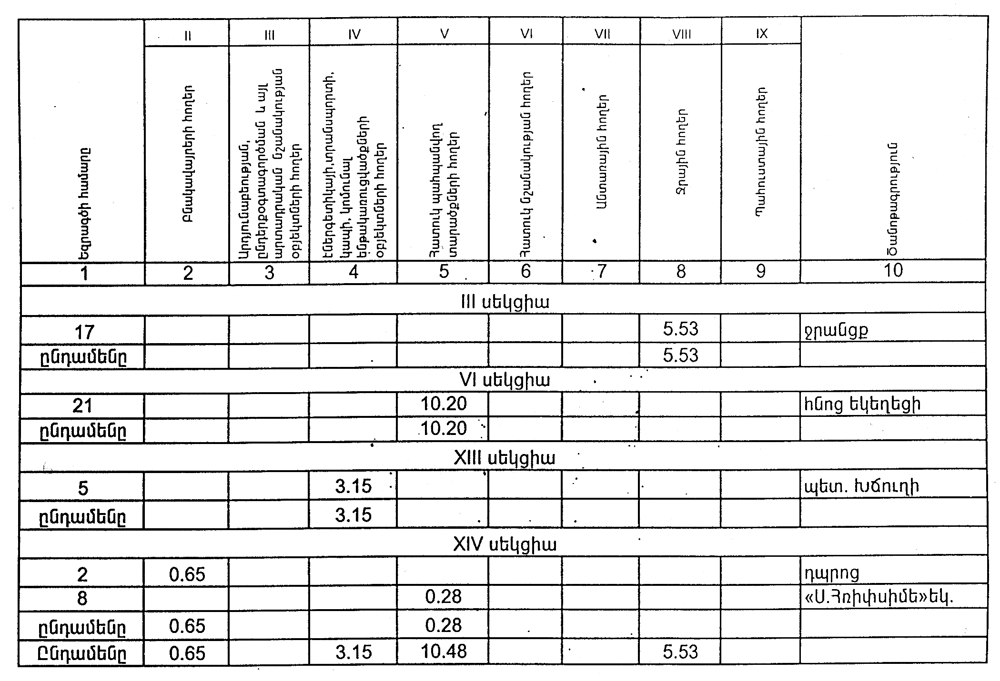 II III IV V VI VII VIII IX
Եզրագծի համարը
Բնակավայրերի հողեր
Արդյունաբեության,
ընդերքօգտագործման և այլ
արտադրական նշանակության
օբյեկտների հողեր
Էներգետիկայի,տրանսպորտի,
կապի, կոմունալ
ենթակառուցվածքների
օբյեկտների հողեր
Հատուկ պահպանվող
տարածքների հողեր
Հատուկ նշանակության հողեր
Անտառային հողեր
Ջրային հողեր
Պահուստային հողեր
Ծանոթագրություն
1 2 3 4 5 6 7 8 9 10
III սեկցիա
17 5.53 ջրանցք
ընդամենը 5.53
VI սեկցիա
21 10.20 հնոց եկեղեցի
ընդամենը 10.20
XIII սեկցիա
5 3.15 պետ. Խճուղի
ընդամենը 3.15
XIV սեկցիա
2 0.65 դպրոց
8 0.28 «Ս.Հռիփսիմե»եկ.
ընդամենը 0.65 0.28
Ընդամենը 0.65 3.15 10.48 5.53